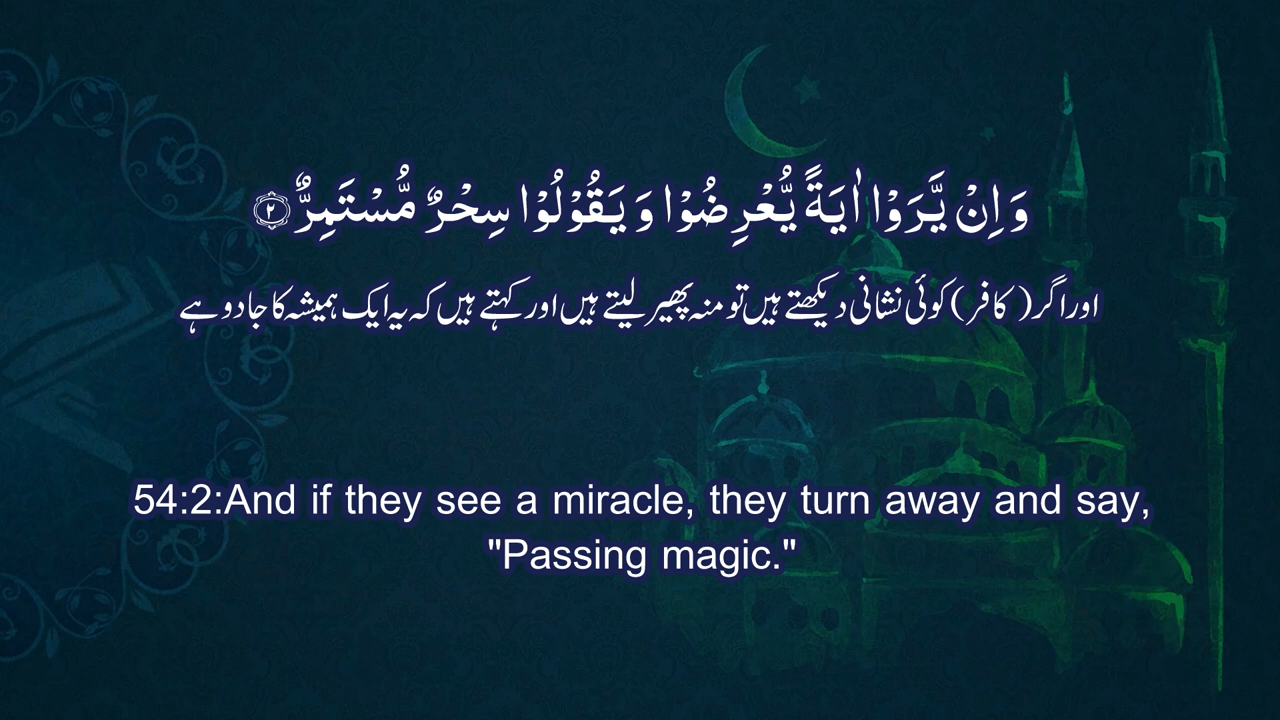 وَ اِنْ یَّرَوْا اٰیَةً یُّعْرِضُوْا وَ یَقُوْلُوْا سِحْرٌ مُّسْتَمِرٌّ ۝۲
اور اگر ( کافر ) کوئی نشانی دیکھتے ہیں تو منہ پھیر لیتے ہیں اور کہتے ہیں کہ یہ ایک ہمیشہ کا جادو ہے
54:2:And if they see a miracle, they turn away and say,
"Passing magic."